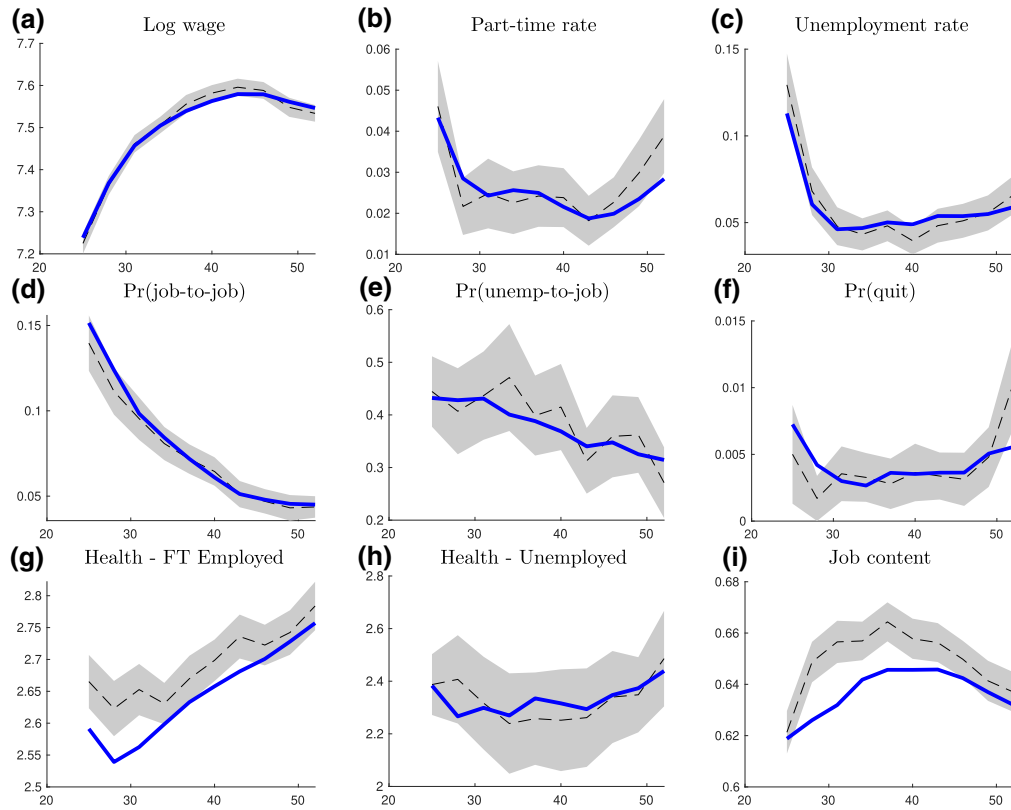 (a) Log wage
7.6
7.5
7.4
7.3
7.2
20 30 40 50
(b) Part-time rate
0.06
0.05
0.04
0.03
0.02
0.01
20 30 40 50
(c) Unemployment rate
0.15
0.1
0.05
20 30 40 50
(d) Pr(job-to-job)
0.15
0.1
0.05
20 30 40 50
(e) Pr(unemp-to-job)
0.6
0.5
0.4
0.3
0.2
20 30 40 50
(f) Pr(quit)
0.015
0.01
0.005
0
20 30 40 50
(g) Health - FT Employed
2.8
2.75
2.7
2.65
2.6
2.55
2.5
20 30 40 50
(h) Health - Unemployed
2.8
2.6
2.4
2.2
2
20 30 40 50
(i) Job content
0.68
0.66
0.64
0.62
0.6
20 30 40 50